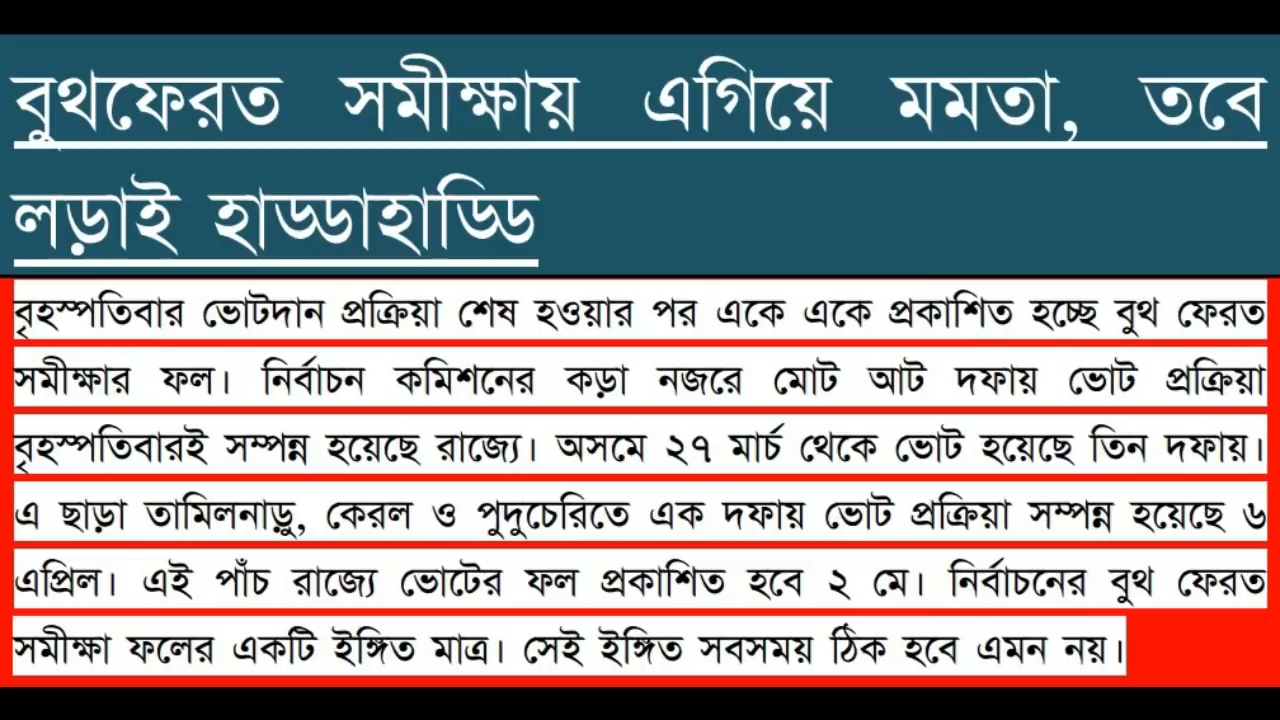 বুথফেরত সমীক্ষায় এগিয়ে মমতা, তবে
লড়াই হাড্ডাহাড্ডি
বৃহস্পতিবার ভোটদান প্রক্রিয়া শেষ হওয়ার পর একে একে প্রকাশিত হচ্ছে বুথ ফেরত
সমীক্ষার ফল। নির্বাচন কমিশনের কড়া নজরে মোট আট দফায় ভোট প্রক্রিয়া
বৃহস্পতিবারই সম্পন্ন হয়েছে রাজ্যে। অসমে ২৭ মার্চ থেকে ভোট হয়েছে তিন দফায়।
এ ছাড়া তামিলনাড়ু, কেরল ও পুদুচেরিতে এক দফায় ভোট প্রক্রিয়া সম্পন্ন হয়েছে ৬
এপ্রিল। এই পাঁচ রাজ্যে ভোটের ফল প্রকাশিত হবে ২ মে। নির্বাচনের বুথ ফেরত
সমীক্ষা ফলের একটি ইঙ্গিত মাত্র। সেই ইঙ্গিত সবসময় ঠিক হবে এমন নয়।